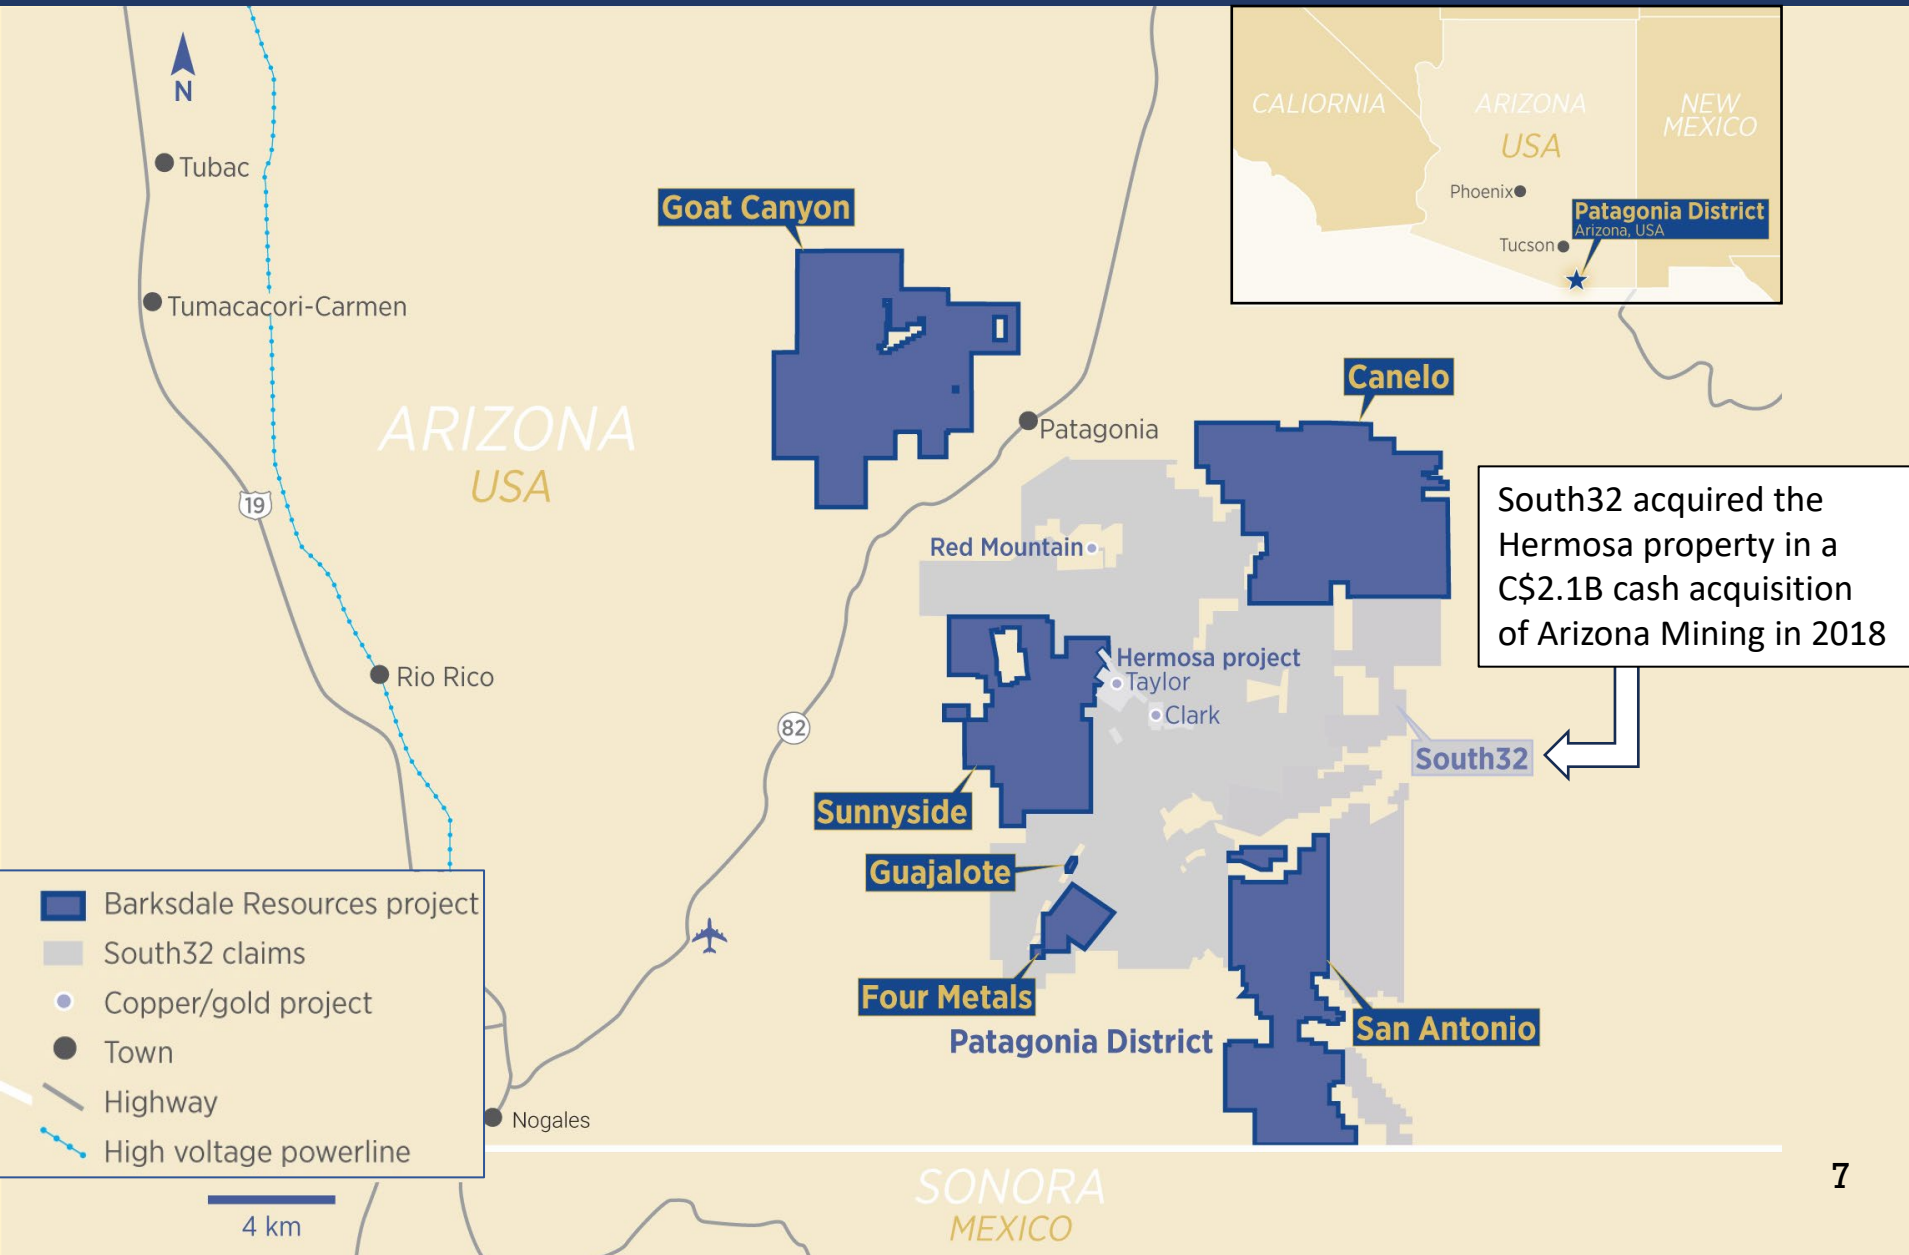 N
Tubac
Tumacacori-Carmen
ARIZONA
USA
19
Rio Rico
Goat Canyon
Patagonia
82
CALIORNIA
ARIZONA
USA
NEW
MEXICO
Phoenix
Tucson
Patagonia District
Arizona, USA
Canelo
Red Mountain
Hermosa project
Taylor
Clark
South32 acquired the
Hermosa property in a
C$2.1B cash acquisition
of Arizona Mining in 2018
South32
Sunnyside
Guajalote
Four Metals
Patagonia District
San Antonio
Barksdale Resources project
South32 claims
Copper/gold project
Town
Highway
High voltage powerline
Nogales
4 km
SONORA
MEXICO
7